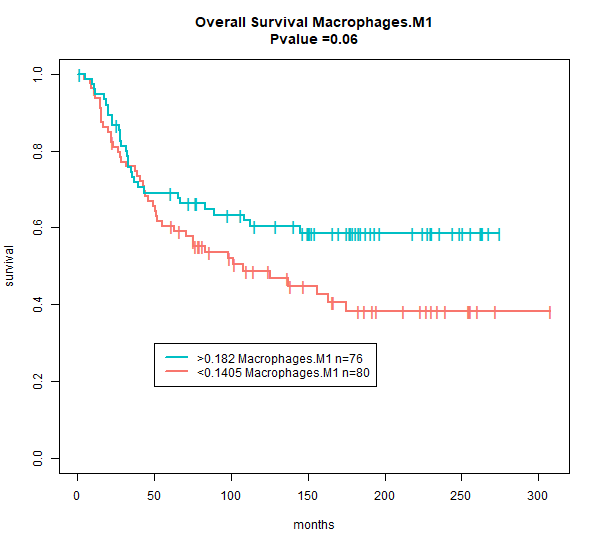 Overall Survival Macrophages.M1
Pvalue =0.06
survival
1.0
0.8
0.6
0.4
0.2
0.0
>0.182 Macrophages.M1 n=76
<0.1405 Macrophages.M1 n=80
0 50 100 150 200 250 300
months